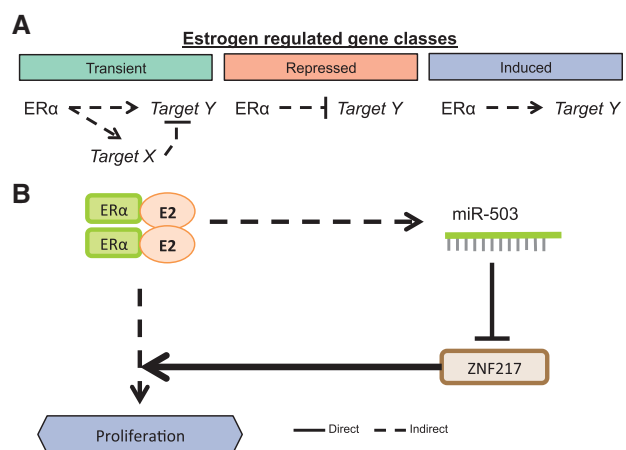 A
Estrogen regulated gene classes
Transient
Repressed
Induced
ERα
Target Y
ERα
Target Y
ERα
Target Y
Target X
B
ERα
E2
miR-503
ERα
E2
ZNF217
Proliferation
Direct
Indirect